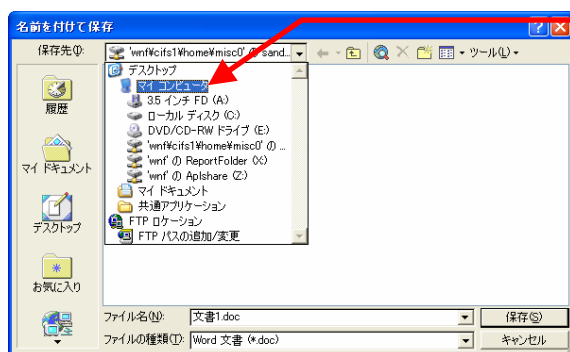 名前を付けて保存
保存先(I):
'wnf¥cifs1¥home¥misc0' の sand...
ツール(L)
デスクトップ
マイ コンピュータ
3.5 インチ FD (A:)
ローカル ディスク (C:)
DVD/CD-RW ドライブ (E:)
'wnf¥cifs1¥home¥misc0' の ...
'wnf' の ReportFolder (X:)
'wnf' の Aplshare (Z:)
マイ ドキュメント
共通アプリケーション
FTP ロケーション
FTP パスの追加/変更
履歴
マイ ドキュメント
デスクトップ
お気に入り
ファイル名(N):
文書1.doc
保存(S)
ファイルの種類(T):
Word 文書 (*.doc)
キャンセル